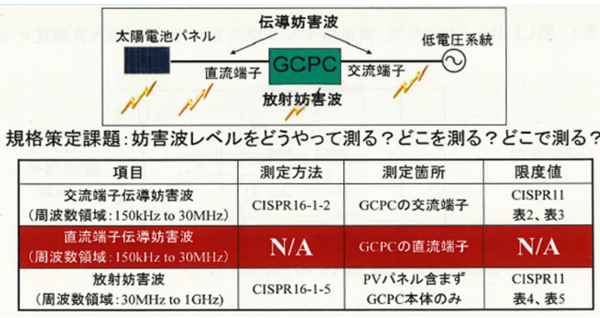 伝導妨害波
太陽電池パネル
低電圧系統
GCPC
直流端子
交流端子
放射妨害波
規格策定課題：妨害波レベルをどうやって測る？どこを測る？どこで測る？
項目 測定方法 測定箇所 限度値
交流端子伝導妨害波
(周波数領域：150kHz to 30MHz)
CISPR16-1-2
GCPCの交流端子
CISPR11
表2、表3
直流端子伝導妨害波
(周波数領域：150kHz to 30MHz)
N/A
GCPCの直流端子
N/A
放射妨害波
(周波数領域：30MHz to 1GHz)
CISPR16-1-5
PVパネル含まず
GCPC本体のみ
CISPR11
表4、表5